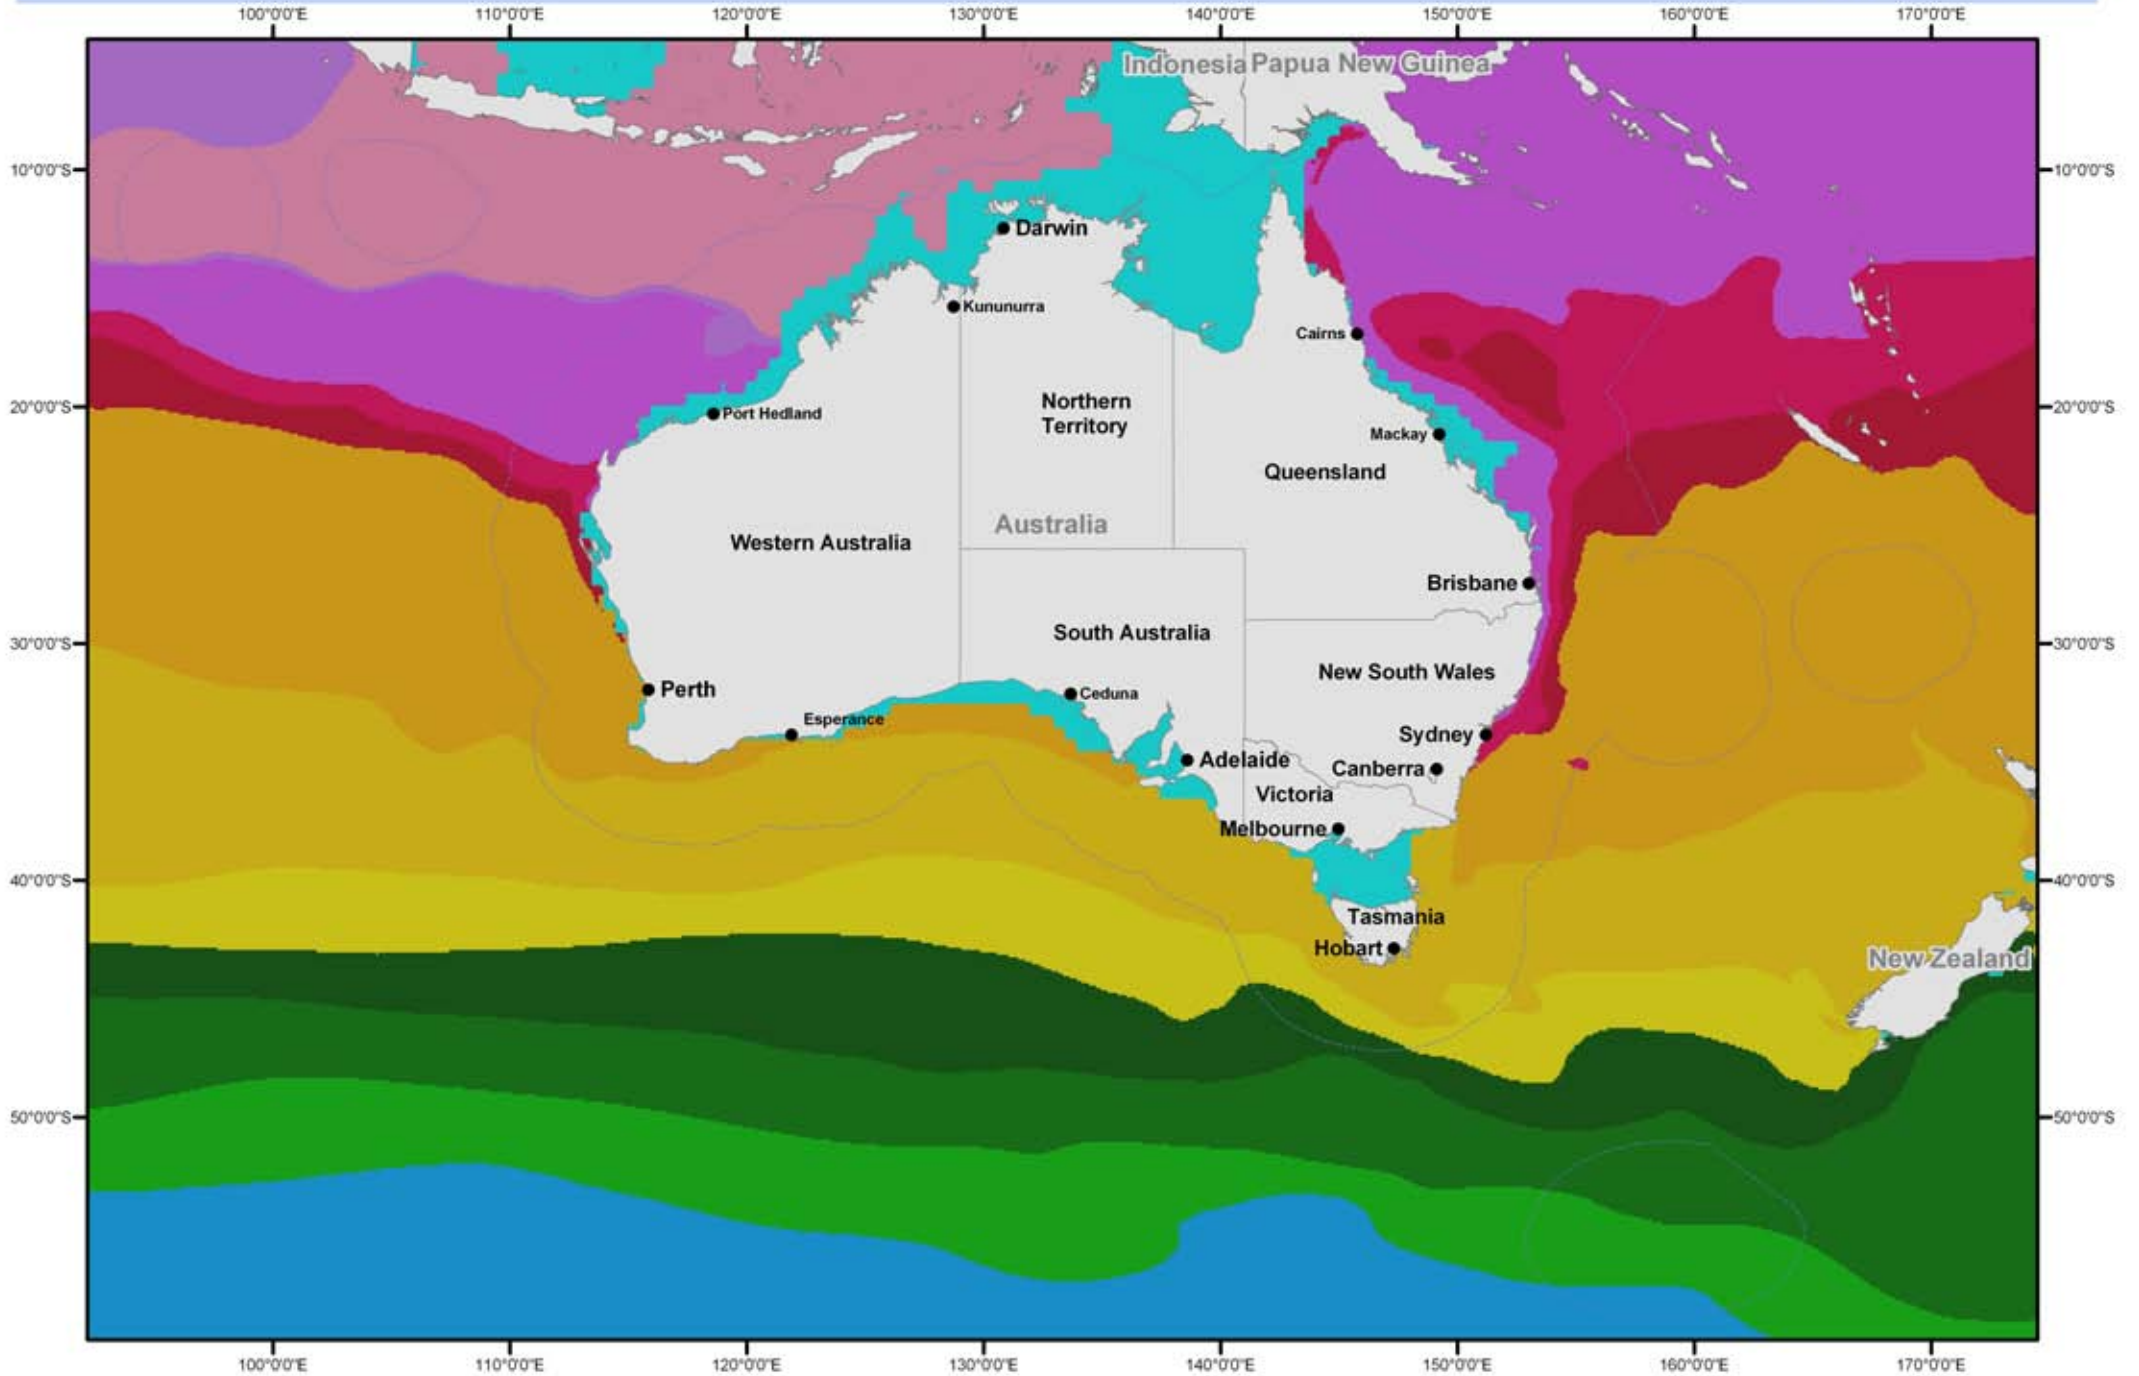 100°0'0"E 110°0'0"E 120°0'0"E 130°0'0"E 140°0'0"E 150°0'0"E 160°0'0"E 170°0'0"E
Indonesia Papua New Guinea
10°0'0"S 10°0'0"S
Darwin
Kununurra
Cairns
20°0'0"S 20°0'0"S
Port Hedland
Northern
Territory
Mackay
Queensland
Australia
Western Australia
Brisbane
South Australia
30°0'0"S 30°0'0"S
New South Wales
Perth
Ceduna
Esperance
Sydney
Adelaide
Canberra
Victoria
Melbourne
40°0'0"S 40°0'0"S
Tasmania
Hobart
New Zealand
50°0'0"S 50°0'0"S
100°0'0"E 110°0'0"E 120°0'0"E 130°0'0"E 140°0'0"E 150°0'0"E 160°0'0"E 170°0'0"E